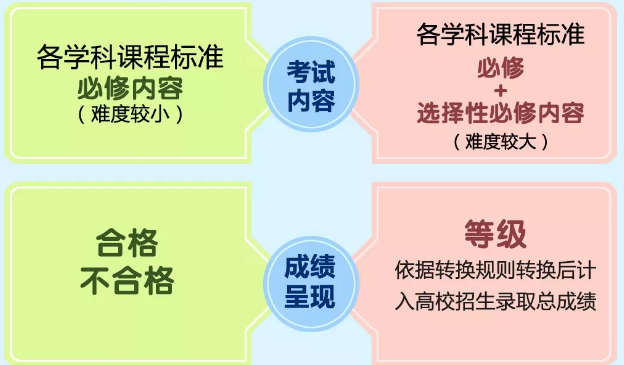 各学科课程标准
必修内容
（难度较小）
考试
内容
各学科课程标准
必修
+
选择性必修内容
（难度较大）
合格
不合格
成绩
呈现
等级
依据转换规则转换后计
入高校招生录取总成绩